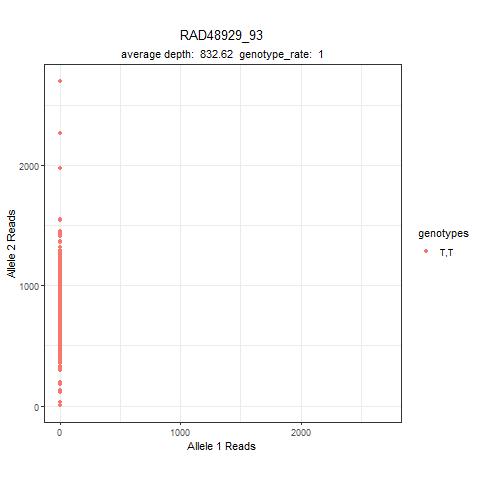 RAD48929_93
average depth:  832.62  genotype_rate:  1
Allele 2 Reads
2000
1000
0
0
1000
2000
Allele 1 Reads
genotypes
T,T